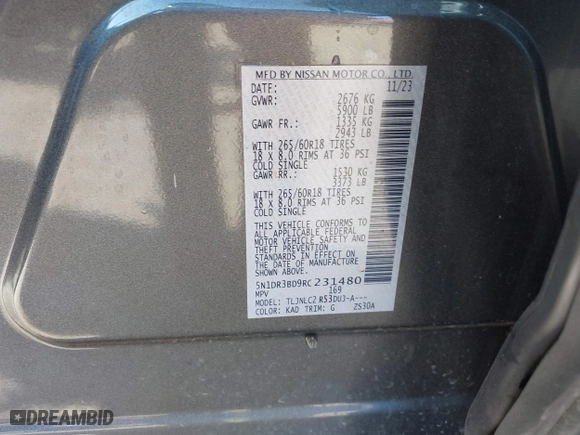 MFD BY NISSAN MOTOR CO., LTD.
DATE: 11/23
GVWR: 2676 KG
5900 LB
GAWR FR.: 1335 KG
2943 LB
WITH 265/60R18 TIRES
18 x 8.0 RIMS AT 36 PSI
COLD SINGLE
GAWR RR.: 1530 KG
3373 LB
WITH 265/60R18 TIRES
18 x 8.0 RIMS AT 36 PSI
COLD SINGLE
THIS VEHICLE CONFORMS TO
ALL APPLICABLE FEDERAL
MOTOR VEHICLE SAFETY AND
THEFT PREVENTION
STANDARDS IN EFFECT ON
THE DATE OF MANUFACTURE
SHOWN ABOVE.
5N1DR3BD9RC231480
MPV 169
MODEL: TLJNLC2 R53DUJ-A---
COLOR: KAD TRIM: G ZS3DA
DREAMBID